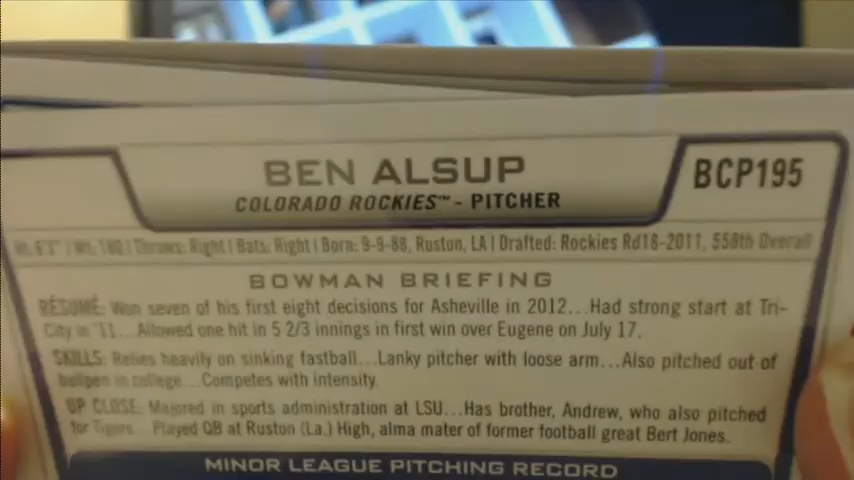 BEN ALSUP
BCP195
COLORADO ROCKIES™ - PITCHER
Ht: 6'3" | Wt: 160 | Throws: Right | Bats: Right | Born: 9-9-88, Ruston, LA | Drafted: Rockies Rd18-2011, 558th Overall
BOWMAN BRIEFING
RÉSUMÉ: Won seven of his first eight decisions for Asheville in 2012...Had strong start at Tri-
City in '11...Allowed one hit in 5 2/3 innings in first win over Eugene on July 17.
SKILLS: Relies heavily on sinking fastball...Lanky pitcher with loose arm...Also pitched out of
bullpen in college...Competes with intensity.
UP CLOSE: Majored in sports administration at LSU...Has brother, Andrew, who also pitched
for Tigers...Played QB at Ruston (La.) High, alma mater of former football great Bert Jones.
MINOR LEAGUE PITCHING RECORD